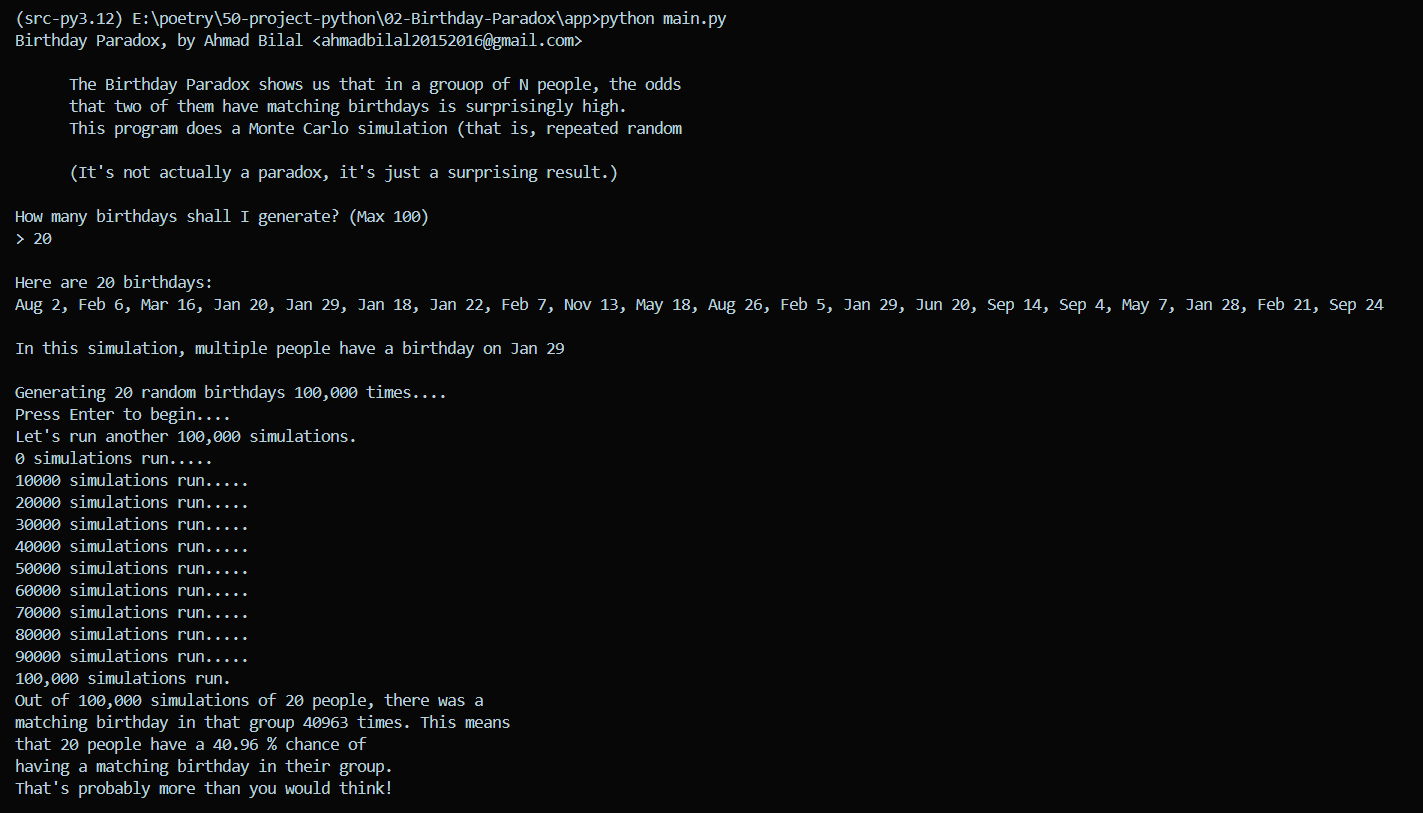 (src-py3.12) E:\poetry\50-project-python\02-Birthday-Paradox\app>python main.py
Birthday Paradox, by Ahmad Bilal <ahmadbilal20152016@gmail.com>
The Birthday Paradox shows us that in a grouop of N people, the odds
that two of them have matching birthdays is surprisingly high.
This program does a Monte Carlo simulation (that is, repeated random
(It's not actually a paradox, it's just a surprising result.)
How many birthdays shall I generate? (Max 100)
> 20
Here are 20 birthdays:
Aug 2, Feb 6, Mar 16, Jan 20, Jan 29, Jan 18, Jan 22, Feb 7, Nov 13, May 18, Aug 26, Feb 5, Jan 29, Jun 20, Sep 14, Sep 4, May 7, Jan 28, Feb 21, Sep 24
In this simulation, multiple people have a birthday on Jan 29
Generating 20 random birthdays 100,000 times....
Press Enter to begin....
Let's run another 100,000 simulations.
0 simulations run.....
10000 simulations run.....
20000 simulations run.....
30000 simulations run.....
40000 simulations run.....
50000 simulations run.....
60000 simulations run.....
70000 simulations run.....
80000 simulations run.....
90000 simulations run.....
100,000 simulations run.
Out of 100,000 simulations of 20 people, there was a
matching birthday in that group 40963 times. This means
that 20 people have a 40.96 % chance of
having a matching birthday in their group.
That's probably more than you would think!